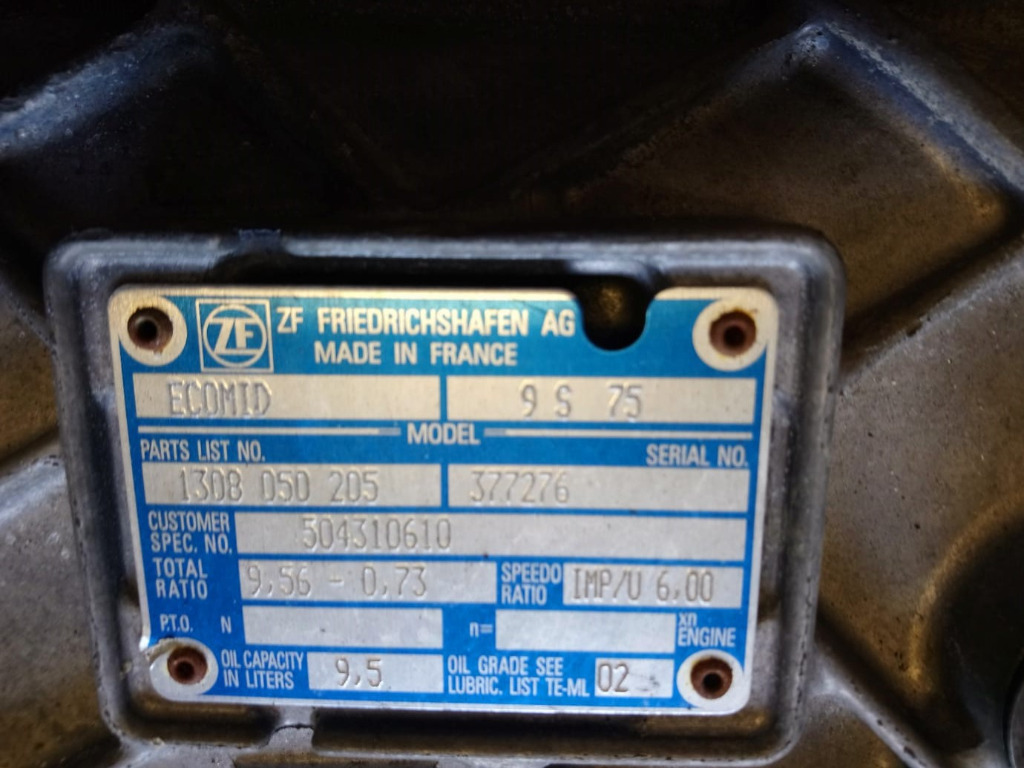 ZF ZF FRIEDRICHSHAFEN AG
MADE IN FRANCE
ECOMID 9 S 75
MODEL
PARTS LIST NO. SERIAL NO.
1308 050 205 377276
CUSTOMER
SPEC. NO. 504310610
TOTAL
RATIO 9,56 - 0,73 SPEEDO
RATIO IMP/U 6,00
P.T.O. N n= xn
ENGINE
OIL CAPACITY
IN LITERS 9,5 OIL GRADE SEE
LUBRIC. LIST TE-ML 02